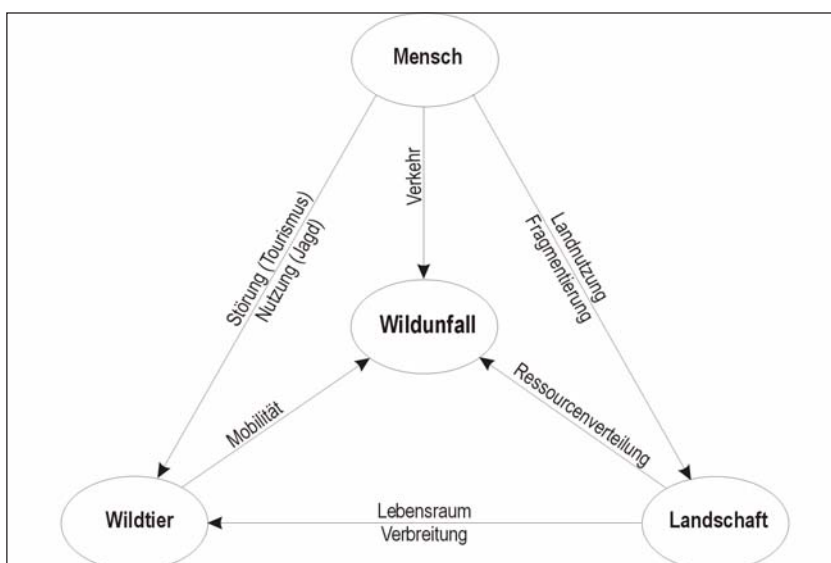 Mensch
Verkehr
Störung (Tourismus)
Nutzung (Jagd)
Landnutzung
Fragmentierung
Wildunfall
Mobilität
Ressourcenverteilung
Wildtier
Lebensraum
Verbreitung
Landschaft